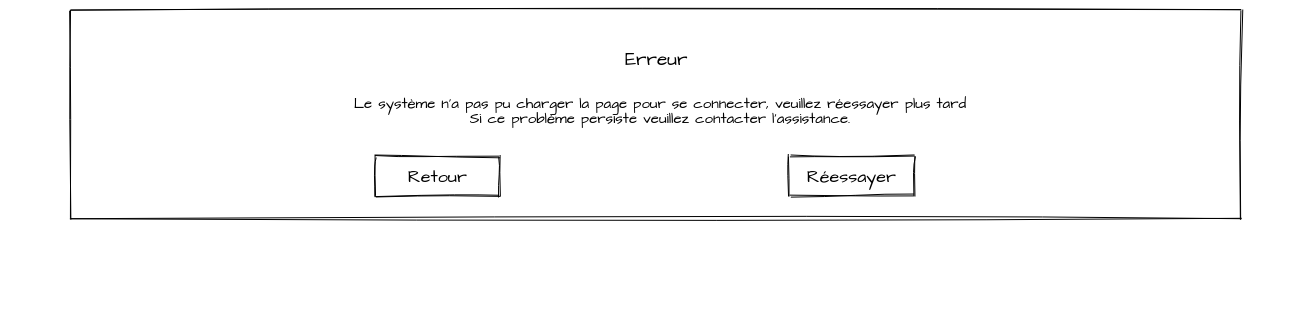 Erreur
Le système n'a pas pu charger la page pour se connecter, veuillez réessayer plus tard
Si ce problème persiste veuillez contacter l'assistance.
Retour
Réessayer